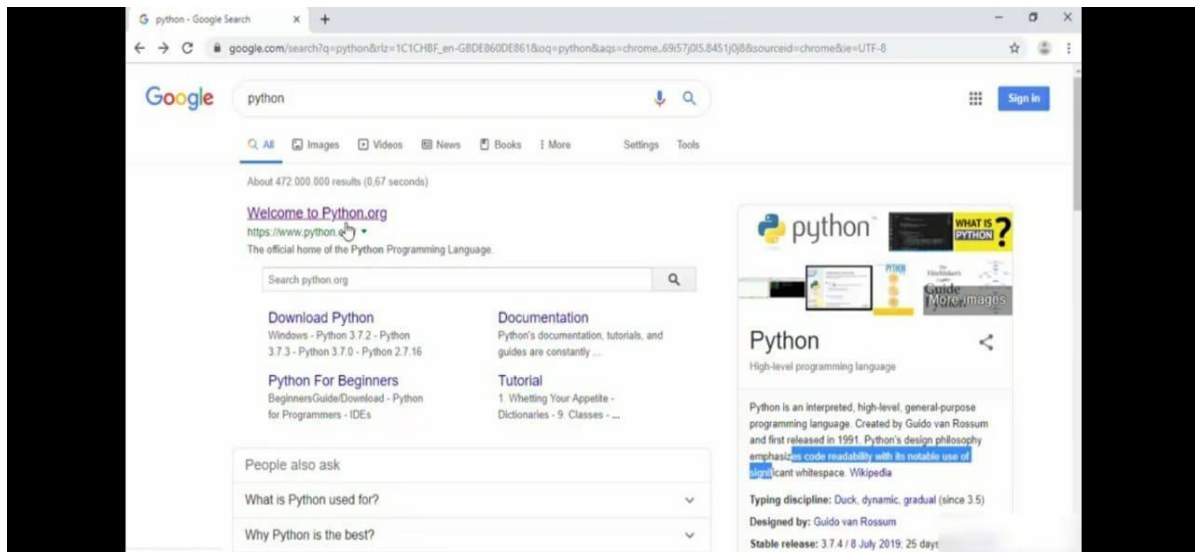 python - Google Search
google.com/search?q=python&rlz=1C1CHBF_en-GBDE860DE861&oq=python&aqs=chrome..69i57j0l5.8451j0j8&sourceid=chrome&ie=UTF-8
Google
python
Sign in
All Images Videos News Books More Settings Tools
About 472.000.000 results (0,67 seconds)
Welcome to Python.org
https://www.python.
The official home of the Python Programming Language.
Search python.org
Download Python
Windows - Python 3.7.2 - Python
3.7.3 - Python 3.7.0 - Python 2.7.16
Documentation
Python's documentation, tutorials, and
guides are constantly ...
Python For Beginners
BeginnersGuide/Download - Python
for Programmers - IDEs
Tutorial
1. Whetting Your Appetite -
Dictionaries - 9. Classes - ...
People also ask
What is Python used for?
Why Python is the best?
python
WHAT IS
PYTHON ?
PYTHON
Guide
More images
Python
High-level programming language
Python is an interpreted, high-level, general-purpose
programming language. Created by Guido van Rossum
and first released in 1991, Python's design philosophy
emphasizes code readability with its notable use of
significant whitespace. Wikipedia
Typing discipline: Duck, dynamic, gradual (since 3.5)
Designed by: Guido van Rossum
Stable release: 3.7.4 / 8 July 2019; 25 days